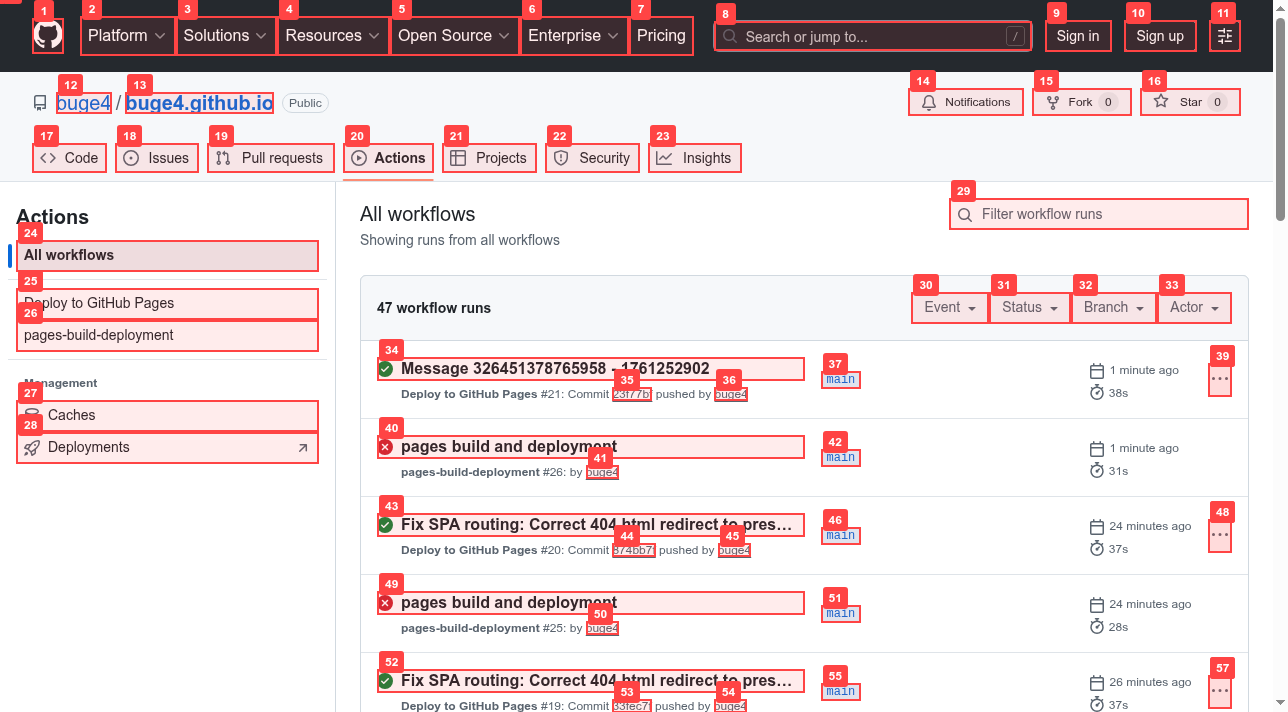 1 2 3 4 5 6 7 8 9 10 11
Platform Solutions Resources Open Source Enterprise Pricing Search or jump to... / Sign in Sign up
12 13 14 15 16
buge4 / buge4.github.io Public Notifications Fork 0 Star 0
17 18 19 20 21 22 23
Code Issues Pull requests Actions Projects Security Insights
Actions
24
All workflows
25
Deploy to GitHub Pages
26
pages-build-deployment
Management
27
Caches
28
Deployments
All workflows
Showing runs from all workflows
29
Filter workflow runs
47 workflow runs
30 31 32 33
Event Status Branch Actor
34 37 39
Message 326451378765958 - 1761252902 main 1 minute ago
35 36
Deploy to GitHub Pages #21: Commit 23f77bf pushed by buge4 38s
40 42
pages build and deployment main 1 minute ago
41
pages-build-deployment #26: by buge4 31s
43 46 48
Fix SPA routing: Correct 404.html redirect to pres… main 24 minutes ago
44 45
Deploy to GitHub Pages #20: Commit pushed by buge4 37s
49 51
pages build and deployment main 24 minutes ago
50
pages-build-deployment #25: by buge4 28s
52 55 57
Fix SPA routing: Correct 404.html redirect to pres… main 26 minutes ago
53 54
Deploy to GitHub Pages #19: Commit pushed by buge4 37s